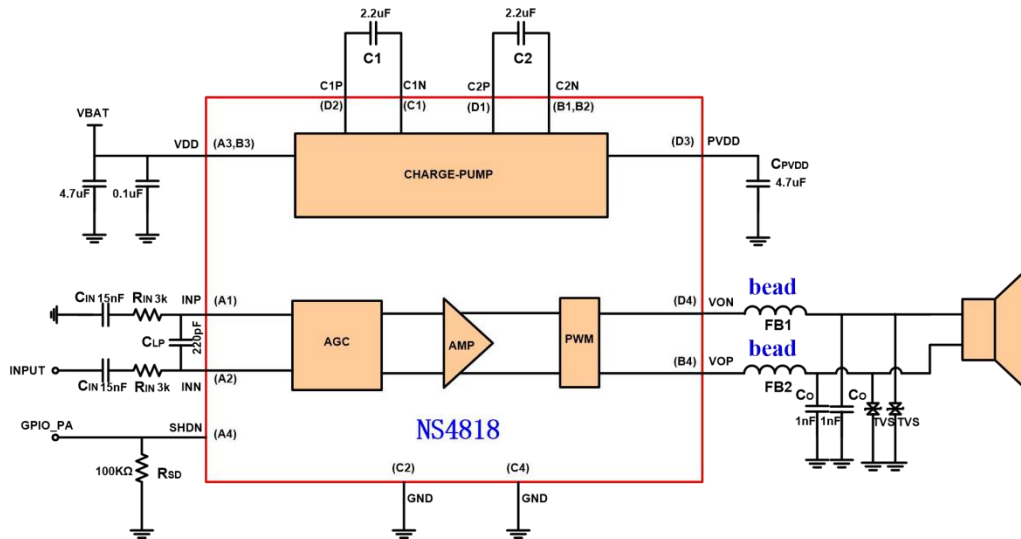 2.2uF
2.2uF
C1
C2
C1P
C1N
C2P
C2N
(D2)
(C1)
(D1)
(B1,B2)
VBAT
VDD
(A3,B3)
(D3)
PVDD
CHARGE-PUMP
CPVDD
4.7uF
4.7uF
0.1uF
CIN 15nF
RIN 3k
INP
(A1)
(D4)
VON
bead
FB1
CLP
220pF
AGC
AMP
PWM
bead
INPUT
CIN 15nF
RIN 3k
INN
(A2)
(B4)
VOP
FB2
CO
CO
1nF
1nF
TVS
TVS
GPIO_PA
SHDN
(A4)
NS4818
100KΩ
RSD
(C2)
(C4)
GND
GND